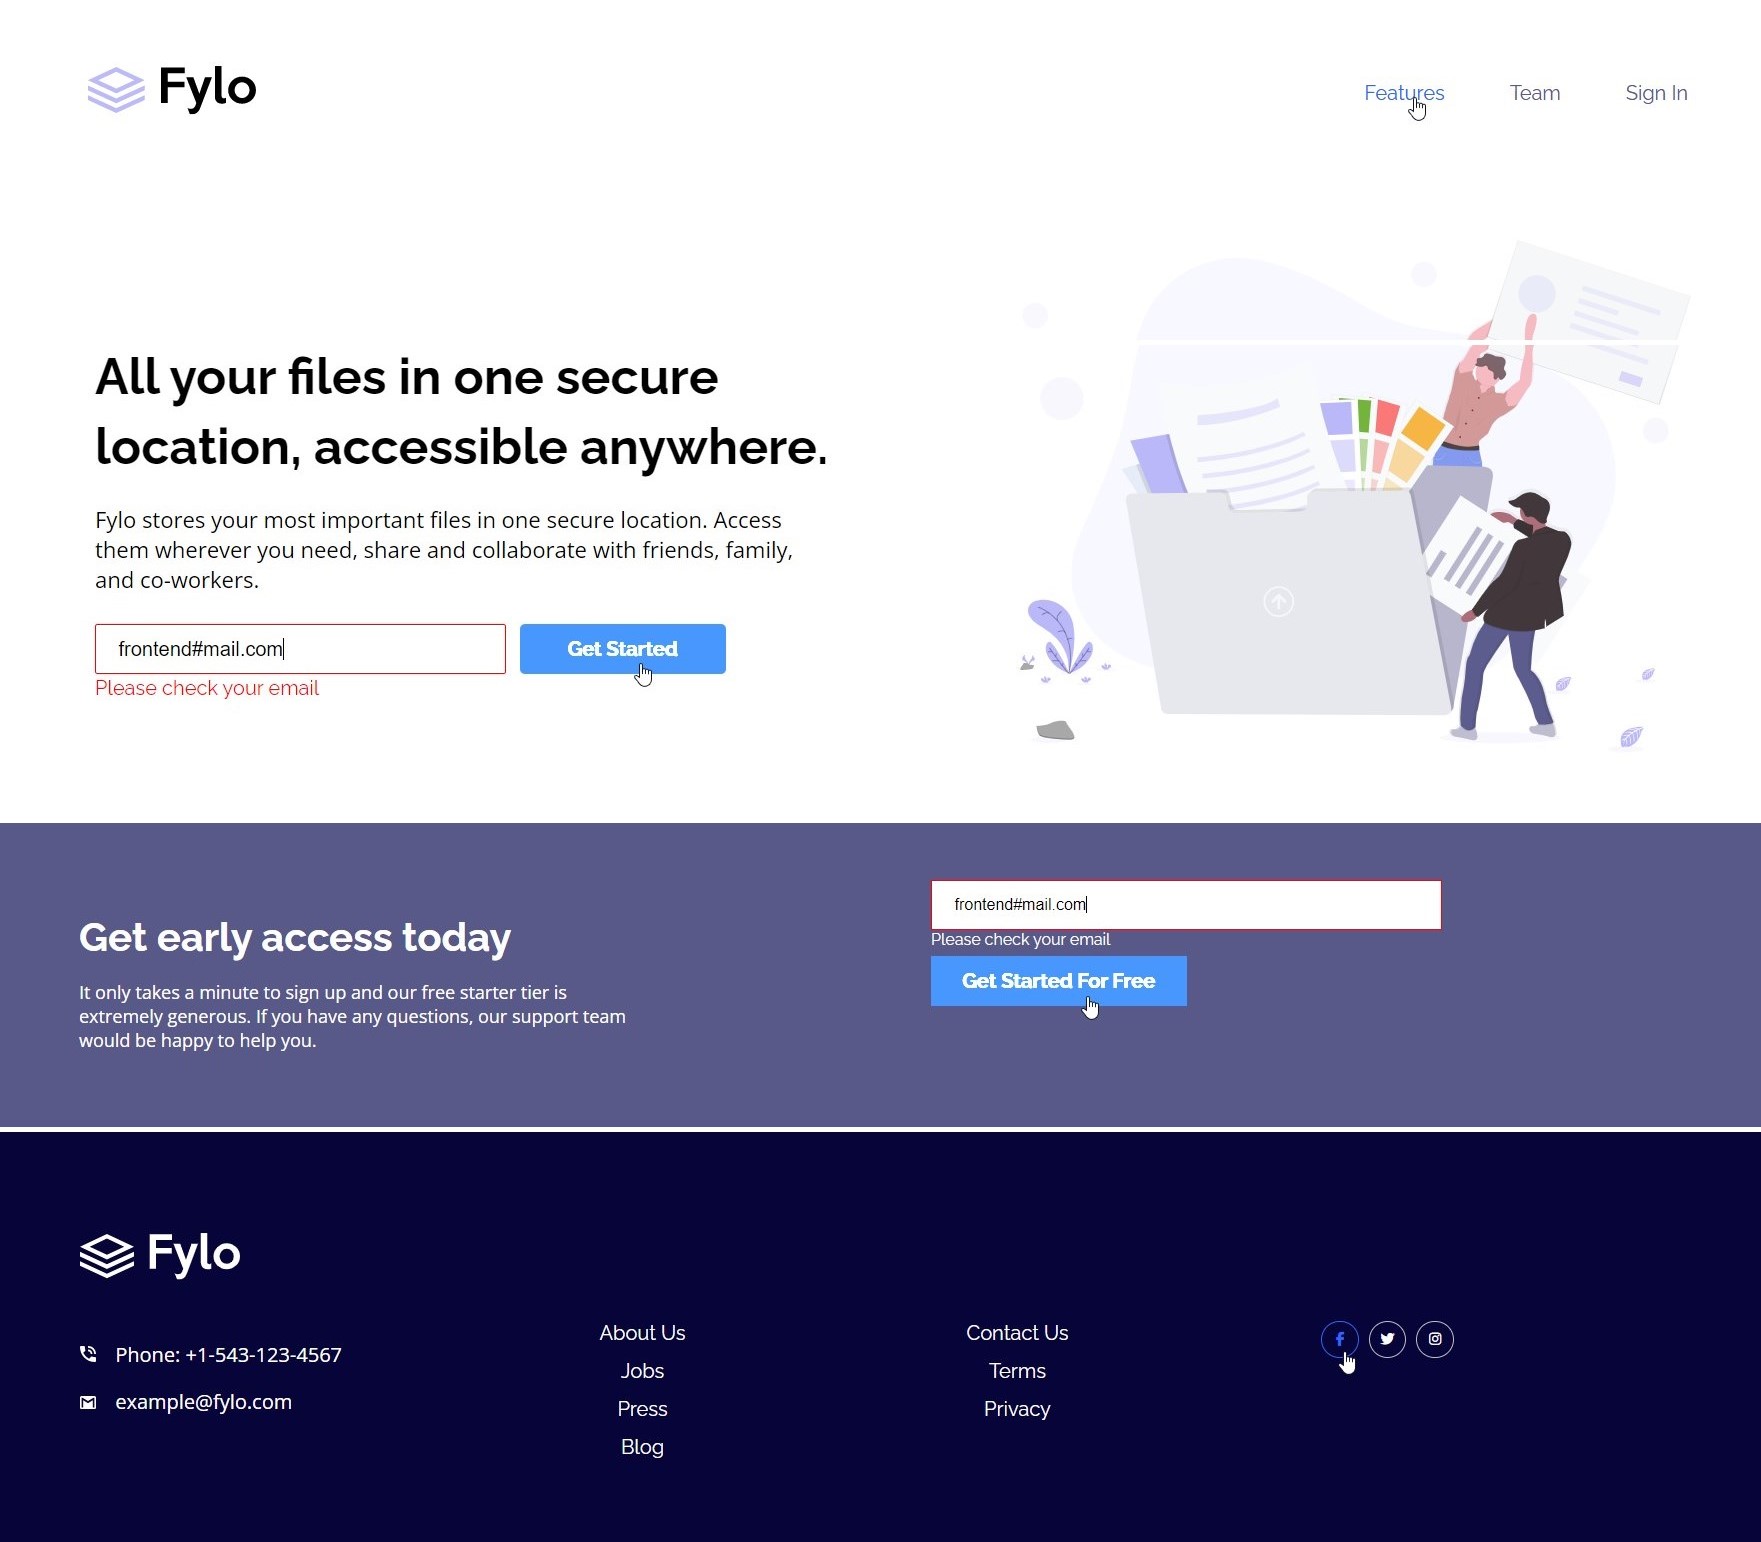 Fylo
Features
Team
Sign In
All your files in one secure
location, accessible anywhere.
Fylo stores your most important files in one secure location. Access
them wherever you need, share and collaborate with friends, family,
and co-workers.
frontend#mail.com
Get Started
Please check your email
Get early access today
It only takes a minute to sign up and our free starter tier is
extremely generous. If you have any questions, our support team
would be happy to help you.
frontend#mail.com
Please check your email
Get Started For Free
Fylo
Phone: +1-543-123-4567
example@fylo.com
About Us
Jobs
Press
Blog
Contact Us
Terms
Privacy